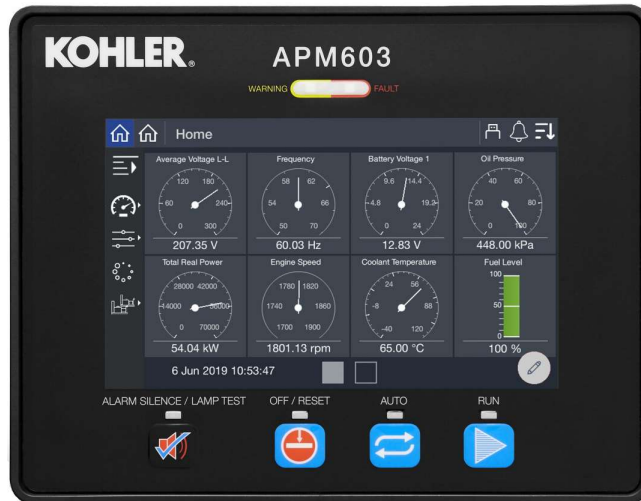 KOHLER®
APM603
WARNING FAULT
Home
Average Voltage L-L
120 180
60 240
0 300
207.35 V
Frequency
58 62
54 66
50 70
60.03 Hz
Battery Voltage 1
9.6 14.4
4.8 19.2
0 24
12.83 V
Oil Pressure
40 60
20 80
0 100
448.00 kPa
Total Real Power
28000 42000
14000 56000
0 70000
54.04 kW
Engine Speed
1780 1820
1740 1860
1700 1900
1801.13 rpm
Coolant Temperature
24 56
-8 88
-40 120
65.00 °C
Fuel Level
100
50
0
100 %
6 Jun 2019 10:53:47
ALARM SILENCE / LAMP TEST OFF / RESET AUTO RUN